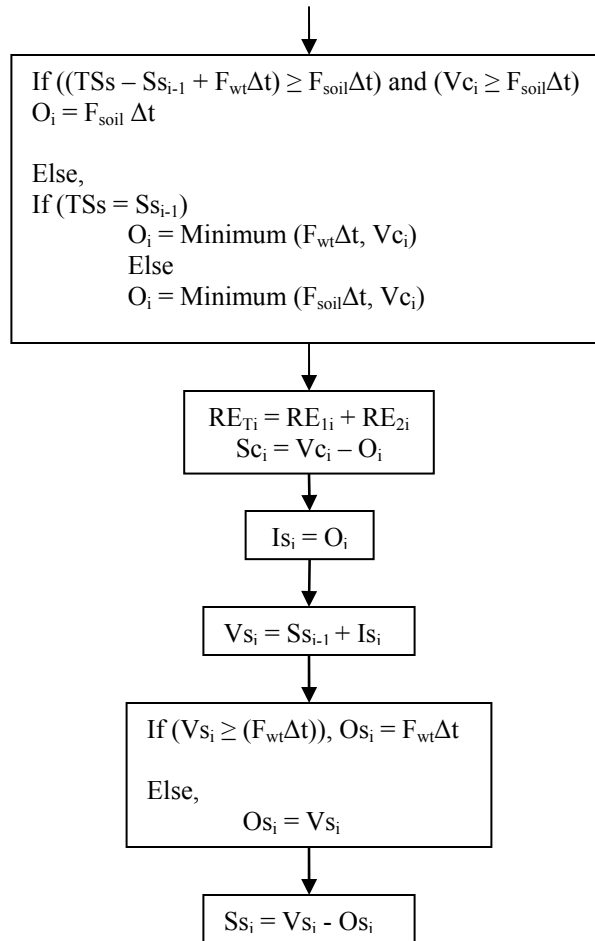 If ((TSs – Ss_{i-1} + F_{wt}Δt) ≥ F_{soil}Δt) and (Vc_i ≥ F_{soil}Δt)
O_i = F_{soil} Δt
Else,
If (TSs = Ss_{i-1})
O_i = Minimum (F_{wt}Δt, Vc_i)
Else
O_i = Minimum (F_{soil}Δt, Vc_i)
RE_{Ti} = RE_{1i} + RE_{2i}
Sc_i = Vc_i – O_i
Is_i = O_i
Vs_i = Ss_{i-1} + Is_i
If (Vs_i ≥ (F_{wt}Δt)), Os_i = F_{wt}Δt
Else,
Os_i = Vs_i
Ss_i = Vs_i - Os_i